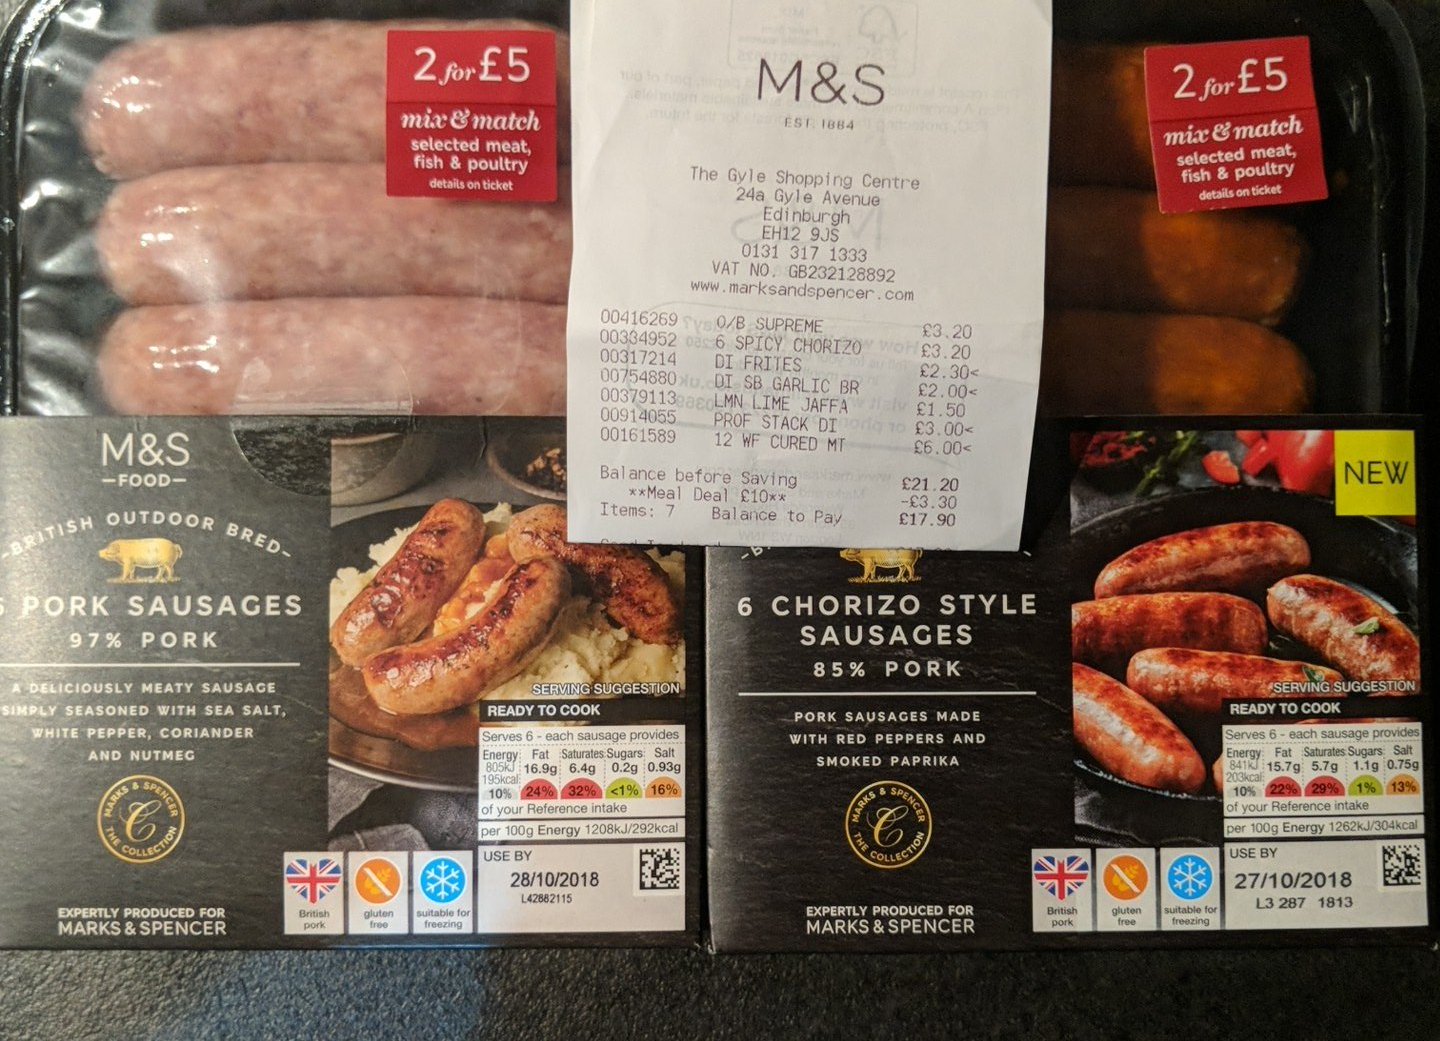 2 for £5
mix & match
selected meat,
fish & poultry
details on ticket
M&S
EST. 1884
The Gyle Shopping Centre
24a Gyle Avenue
Edinburgh
EH12 9JS
0131 317 1333
VAT NO. GB232128892
www.marksandspencer.com
00416269 O/B SUPREME £3.20
00334952 6 SPICY CHORIZO £3.20
00317214 DI FRITES £2.30<
00754880 DI SB GARLIC BR £2.00<
00379113 LMN LIME JAFFA £1.50
00914055 PROF STACK DI £3.00<
00161589 12 WF CURED MT £6.00<
Balance before Saving £21.20
**Meal Deal £10** -£3.30
Items: 7 Balance to Pay £17.90
2 for £5
mix & match
selected meat,
fish & poultry
details on ticket
M&S
—FOOD—
-BRITISH OUTDOOR BRED-
6 PORK SAUSAGES
97% PORK
A DELICIOUSLY MEATY SAUSAGE
SIMPLY SEASONED WITH SEA SALT,
WHITE PEPPER, CORIANDER
AND NUTMEG
MARKS & SPENCER
THE COLLECTION
EXPERTLY PRODUCED FOR
MARKS & SPENCER
SERVING SUGGESTION
READY TO COOK
Serves 6 - each sausage provides
Energy Fat Saturates Sugars Salt
805kJ 16.9g 6.4g 0.2g 0.93g
195kcal
10% 24% 32% <1% 16%
of your Reference intake
per 100g Energy 1208kJ/292kcal
British pork
gluten free
suitable for freezing
USE BY
28/10/2018
L42882115
NEW
6 CHORIZO STYLE
SAUSAGES
85% PORK
PORK SAUSAGES MADE
WITH RED PEPPERS AND
SMOKED PAPRIKA
MARKS & SPENCER
THE COLLECTION
EXPERTLY PRODUCED FOR
MARKS & SPENCER
SERVING SUGGESTION
READY TO COOK
Serves 6 - each sausage provides
Energy Fat Saturates Sugars Salt
841kJ 15.7g 5.7g 1.1g 0.75g
203kcal
10% 22% 29% 1% 13%
of your Reference intake
per 100g Energy 1262kJ/304kcal
British pork
gluten free
suitable for freezing
USE BY
27/10/2018
L3 287 1813